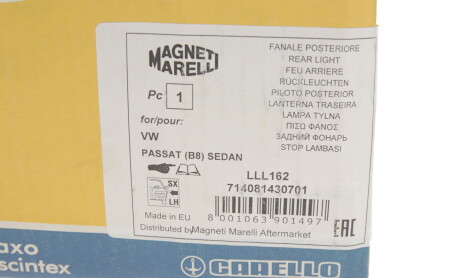 MAGNETI
MARELLI
Pc 1
for/pour:
VW
PASSAT (B8) SEDAN
FANALE POSTERIORE
REAR LIGHT
FEU ARRIERE
RÜCKLEUCHTEN
PILOTO POSTERIOR
LANTERNA TRASEIRA
LAMPA TYLNA
ΠΙΣΩ ΦΑΝΟΣ
ЗАДНИЙ ФОНАРЬ
STOP LAMBASI
LLL162
714081430701
SX
LH
Made in EU
8 001063 901497
EAC
Distributed by Magneti Marelli Aftermarket
axo
scintex
CARELLO